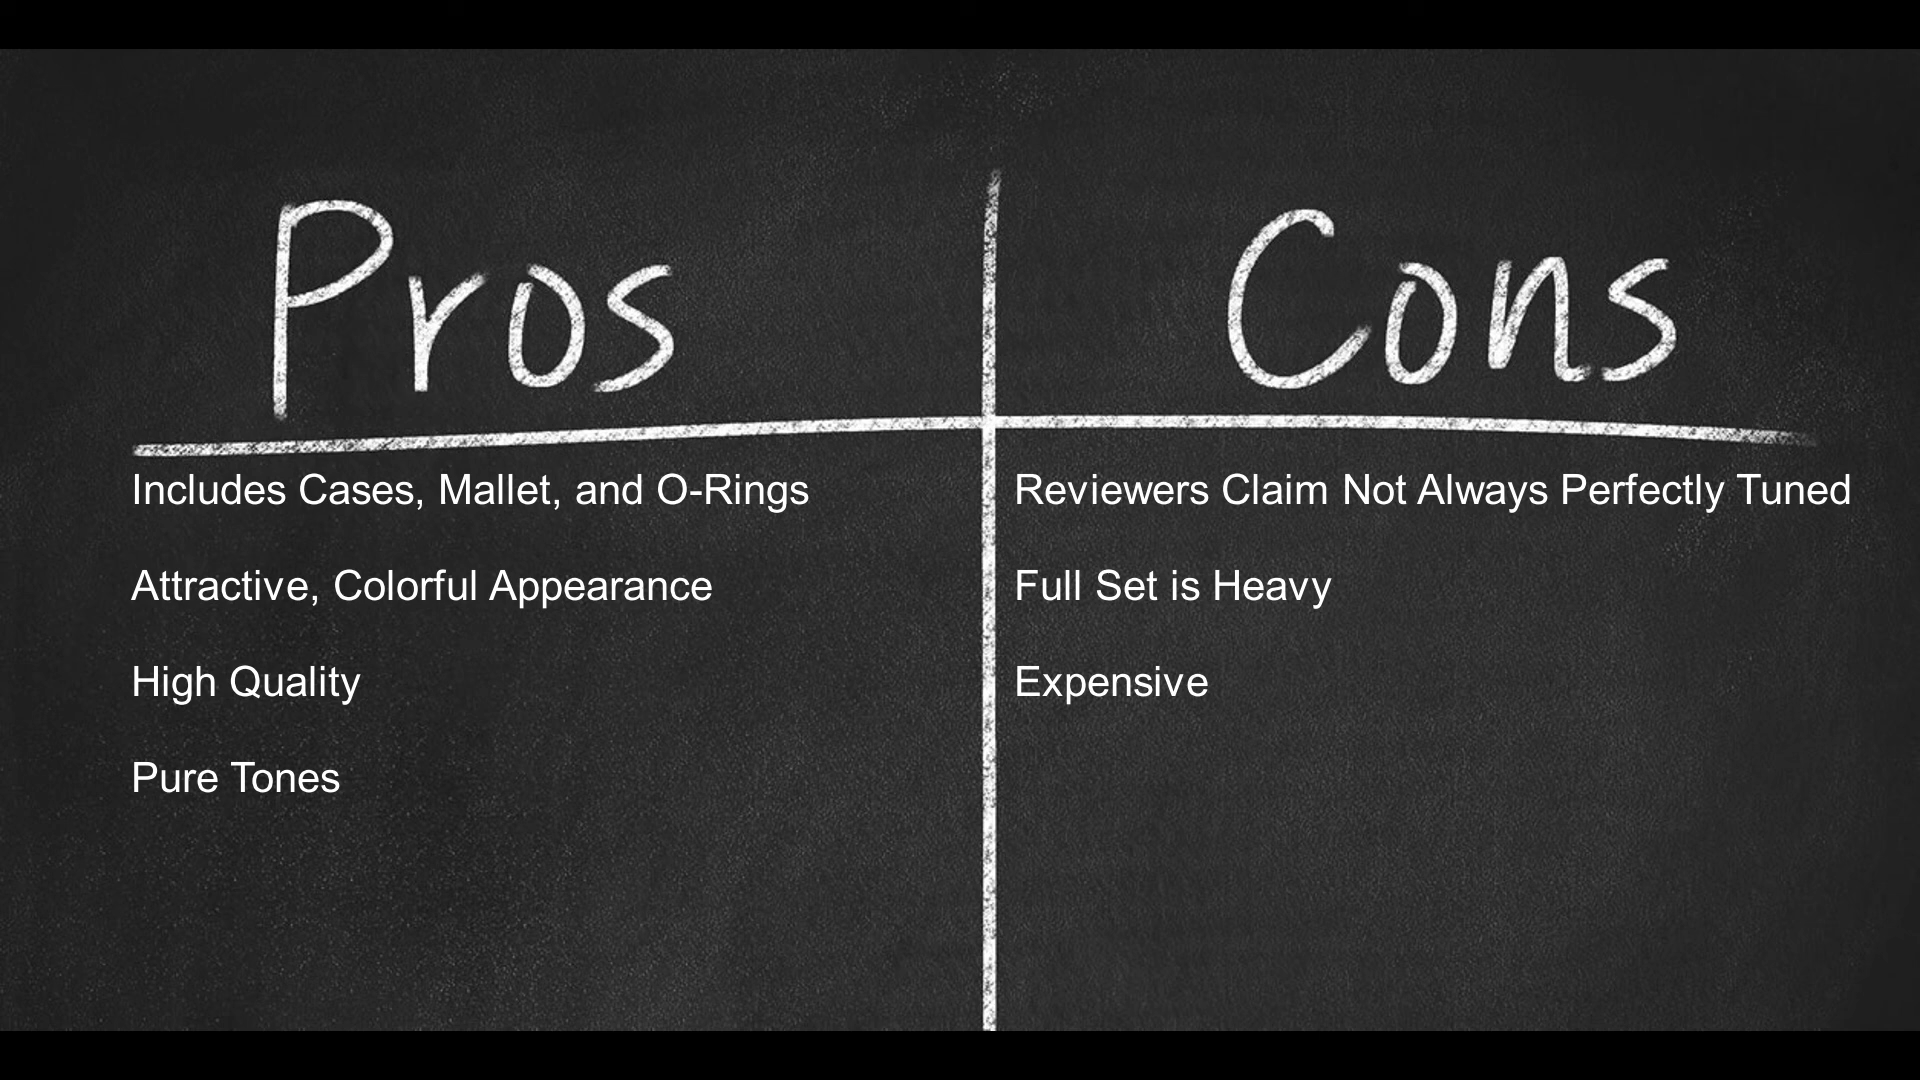 Pros
Cons
Includes Cases, Mallet, and O-Rings
Attractive, Colorful Appearance
High Quality
Pure Tones
Reviewers Claim Not Always Perfectly Tuned
Full Set is Heavy
Expensive